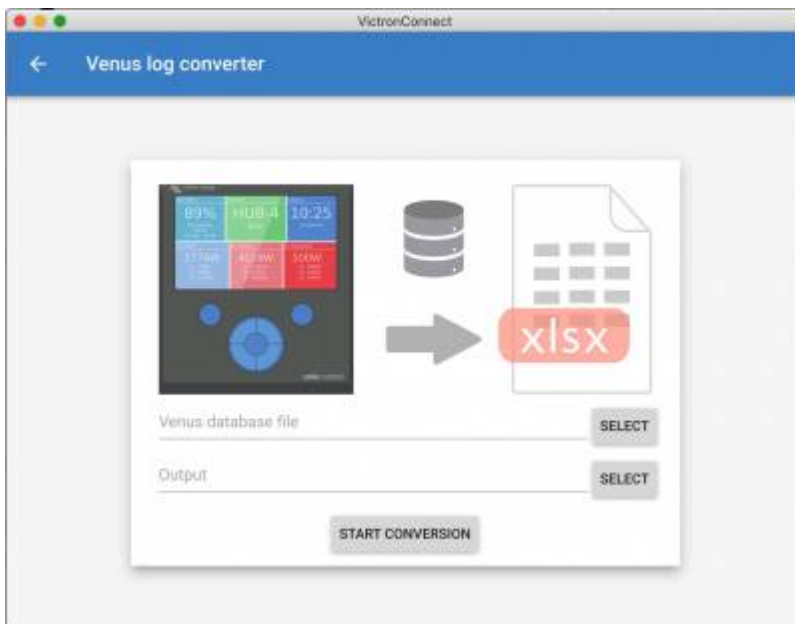 VictronConnect
Venus log converter
89% HUB-4 10:25
xlsx
Venus database file
SELECT
Output
SELECT
START CONVERSION